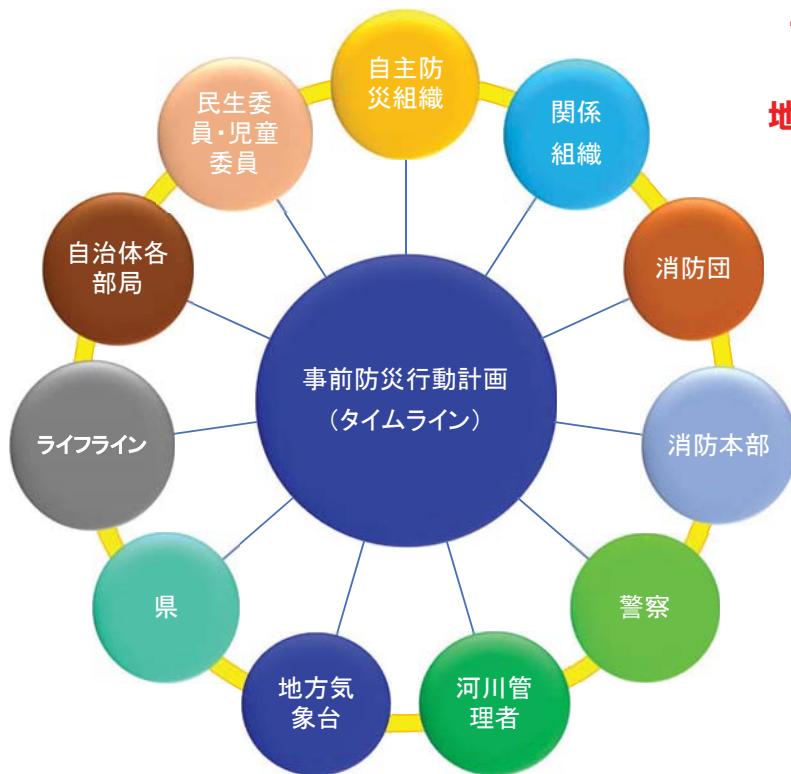 自主防
災組織
関係
組織
地
消防団
消防本部
警察
河川管
理者
地方気
象台
県
ライフライン
自治体各
部局
民生委
員・児童
委員
事前防災行動計画
（タイムライン）